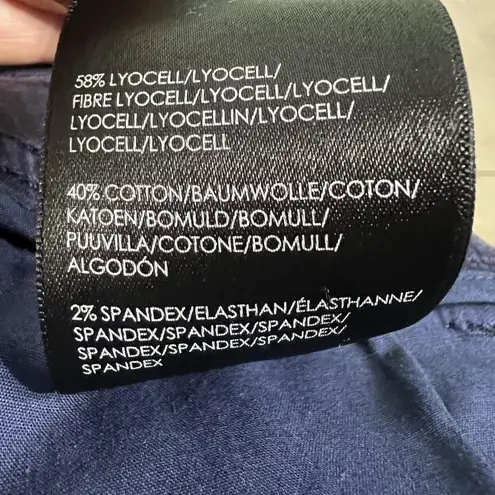 58% LYOCELL/LYOCELL/
FIBRE LYOCELL/LYOCELL/LYOCELL/
LYOCELL/LYOCELLIN/LYOCELL/
LYOCELL/LYOCELL
40% COTTON/BAUMWOLLE/COTON/
KATOEN/BOMULD/BOMULL/
PUUVILLA/COTONE/BOMULL/
ALGODÓN
2% SPANDEX/ELASTHAN/ÉLASTHANNE/
SPANDEX/SPANDEX/SPANDEX/
SPANDEX/SPANDEX/SPANDEX/
SPANDEX